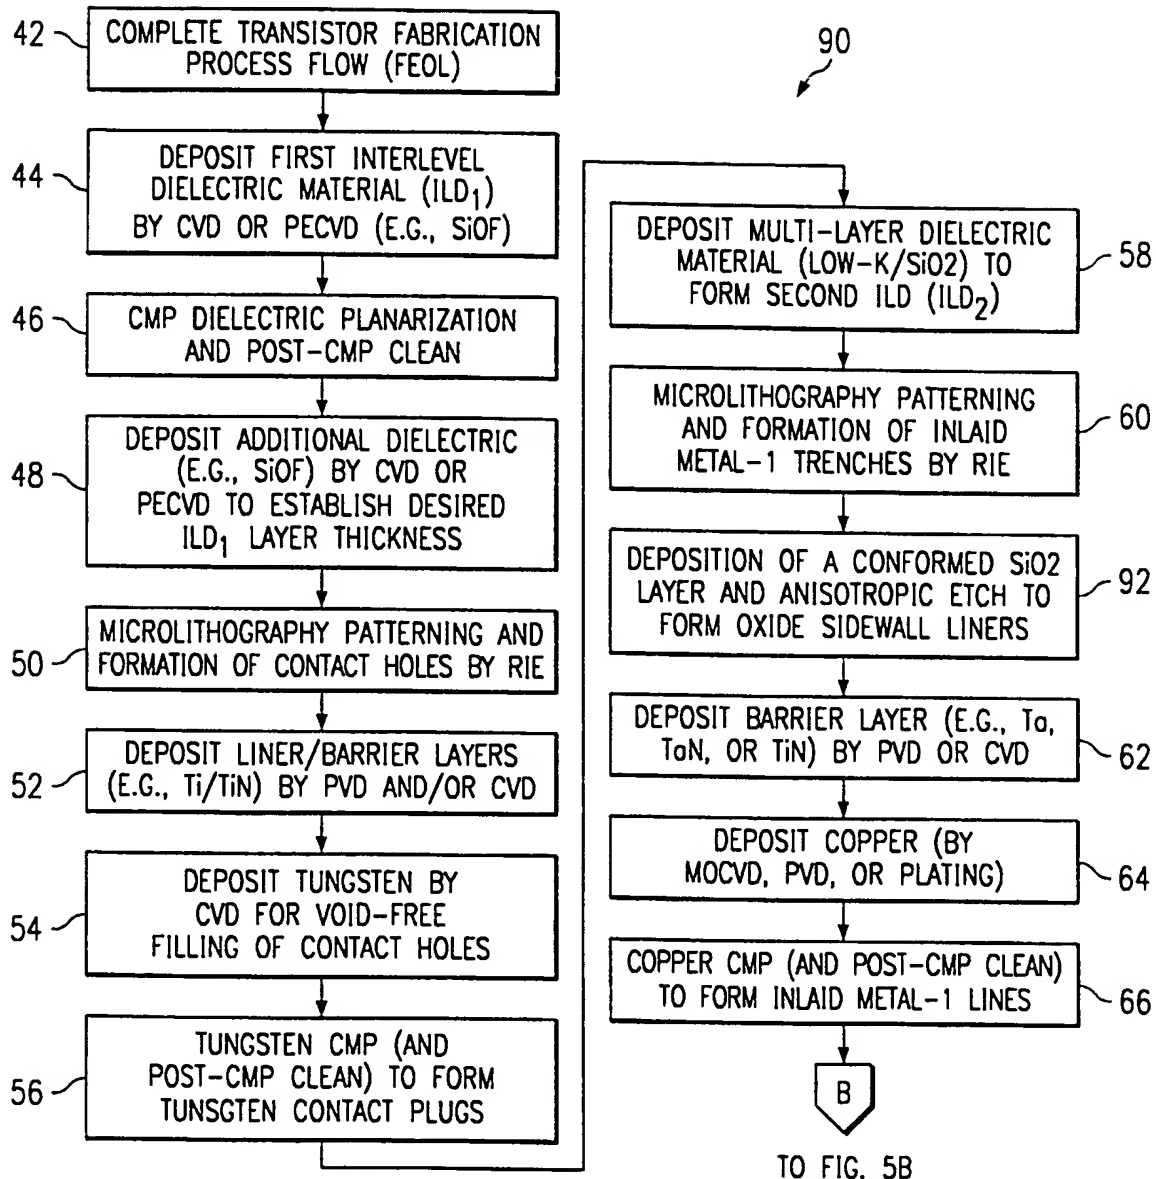 42
COMPLETE TRANSISTOR FABRICATION
PROCESS FLOW (FEOL)
44
DEPOSIT FIRST INTERLEVEL
DIELECTRIC MATERIAL (ILD1)
BY CVD OR PECVD (E.G., SiOF)
46
CMP DIELECTRIC PLANARIZATION
AND POST-CMP CLEAN
48
DEPOSIT ADDITIONAL DIELECTRIC
(E.G., SiOF) BY CVD OR
PECVD TO ESTABLISH DESIRED
ILD1 LAYER THICKNESS
50
MICROLITHOGRAPHY PATTERNING AND
FORMATION OF CONTACT HOLES BY RIE
52
DEPOSIT LINER/BARRIER LAYERS
(E.G., Ti/TiN) BY PVD AND/OR CVD
54
DEPOSIT TUNGSTEN BY
CVD FOR VOID-FREE
FILLING OF CONTACT HOLES
56
TUNGSTEN CMP (AND
POST-CMP CLEAN) TO FORM
TUNSGTEN CONTACT PLUGS
90
DEPOSIT MULTI-LAYER DIELECTRIC
MATERIAL (LOW-K/SiO2) TO
FORM SECOND ILD (ILD2)
58
MICROLITHOGRAPHY PATTERNING
AND FORMATION OF INLAID
METAL-1 TRENCHES BY RIE
60
DEPOSITION OF A CONFORMED SiO2
LAYER AND ANISOTROPIC ETCH TO
FORM OXIDE SIDEWALL LINERS
92
DEPOSIT BARRIER LAYER (E.G., Ta,
TaN, OR TiN) BY PVD OR CVD
62
DEPOSIT COPPER (BY
MOCVD, PVD, OR PLATING)
64
COPPER CMP (AND POST-CMP CLEAN)
TO FORM INLAID METAL-1 LINES
66
B
TO FIG. 5B